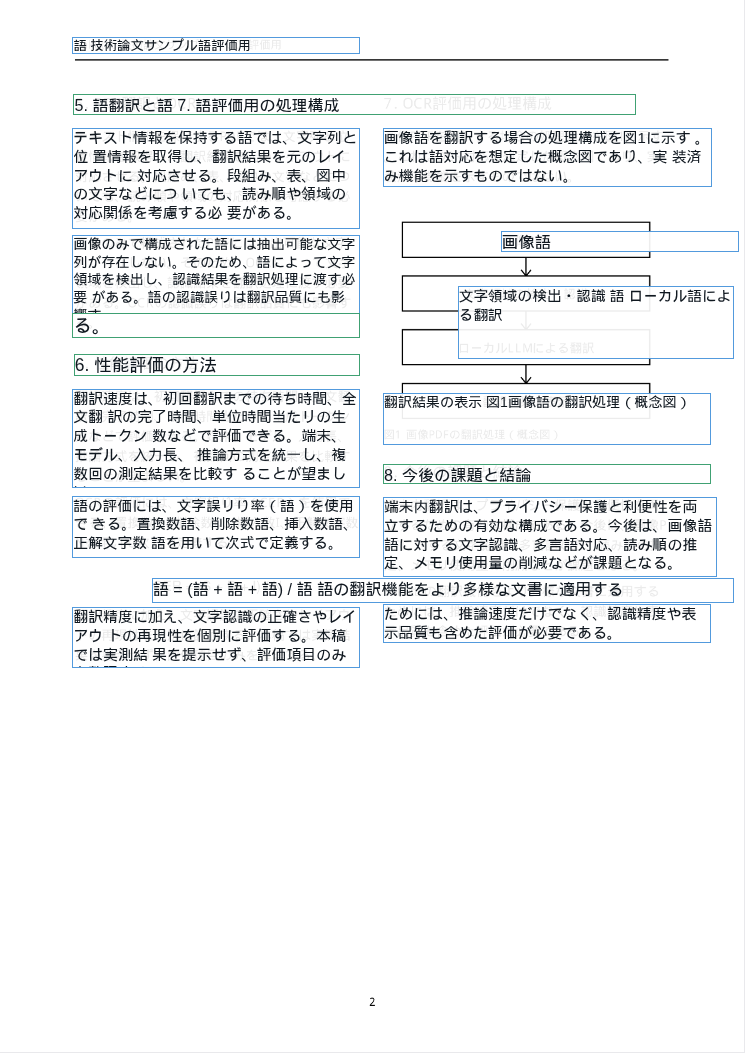 語 技術論文サンプル語評価用
5. 語翻訳と語 7. 語評価用の処理構成
テキスト情報を保持する語では、文字列と
位 置情報を取得し、翻訳結果を元のレイ
アウトに 対応させる。段組み、表、図中
の文字などについ ても、読み順や領域の
対応関係を考慮する必 要がある。
画像のみで構成された語には抽出可能な文字
列が存在しない。そのため、語によって文字
領域を検出し、認識結果を翻訳処理に渡す必
要 がある。語の認識誤りは翻訳品質にも影
る。
6. 性能評価の方法
翻訳速度は、初回翻訳までの待ち時間、全
文翻 訳の完了時間、単位時間当たりの生
成トークン 数などで評価できる。端末、
モデル、入力長、 推論方式を統一し、複
数回の測定結果を比較す ることが望まし
語の評価には、文字誤りり率（語）を使用
で きる。置換数語、削除数語、挿入数語、
正解文字数 語を用いて次式で定義する。
語 = (語 + 語 + 語) / 語 語の翻訳機能をより多様な文書に適用する
翻訳精度に加え、文字認識の正確さやレイ
アウ トの再現性を個別に評価する。本稿
では実測結 果を提示せず、評価項目のみ
7. OCR評価用の処理構成
画像語を翻訳する場合の処理構成を図1に示す 。
これは語対応を想定した概念図であり、実 装済
み機能を示すものではない。
画像語
文字領域の検出・認識 語 ローカル語によ
る翻訳
ローカルLLMによる翻訳
翻訳結果の表示 図1画像語の翻訳処理（概念図）
図1 画像PDFの翻訳処理（概念図）
8. 今後の課題と結論
端末内翻訳は、プライバシー保護と利便性を両
立するための有効な構成である。今後は、画像語
語に対する文字認識、多言語対応、読み順の推
定、メモリ使用量の削減などが課題となる。
ためには、推論速度だけでなく、認識精度や表
示品質も含めた評価が必要である。
2